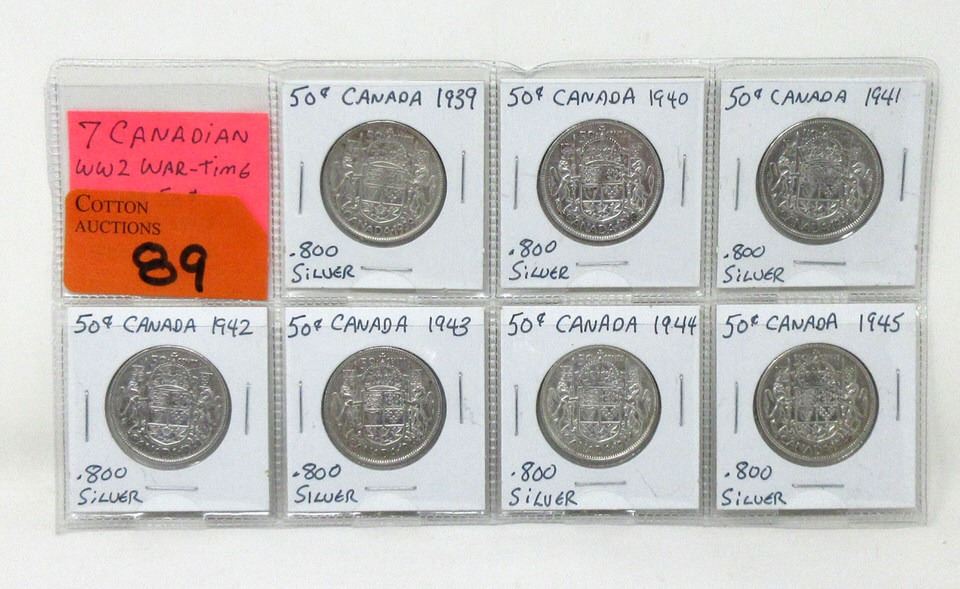 7 CANADIAN
WW2 WAR-TIME
COTTON
AUCTIONS
89
50¢ CANADA 1939
.800
SILVER
50¢ CANADA 1940
.800
SILVER
50¢ CANADA 1941
.800
SILVER
50¢ CANADA 1942
.800
SILVER
50¢ CANADA 1943
.800
SILVER
50¢ CANADA 1944
.800
SILVER
50¢ CANADA 1945
.800
SILVER